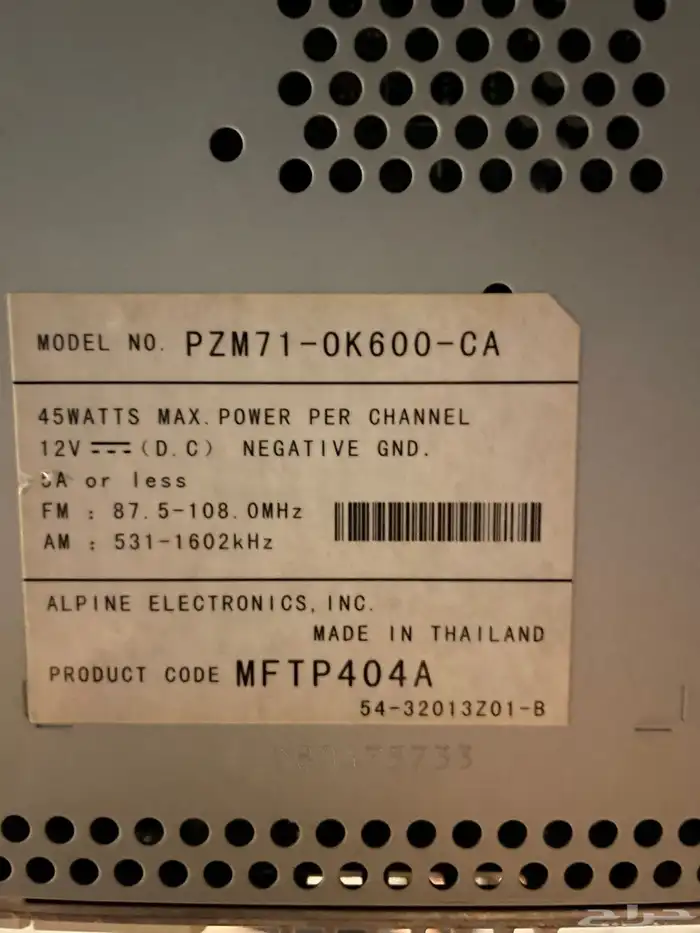 MODEL NO. PZM71-0K600-CA
45WATTS MAX. POWER PER CHANNEL
12V (D.C) NEGATIVE GND.
A or less
FM : 87.5-108.0MHz
AM : 531-1602kHz
ALPINE ELECTRONICS, INC.
MADE IN THAILAND
PRODUCT CODE MFTP404A
54-32013Z01-B
حراج